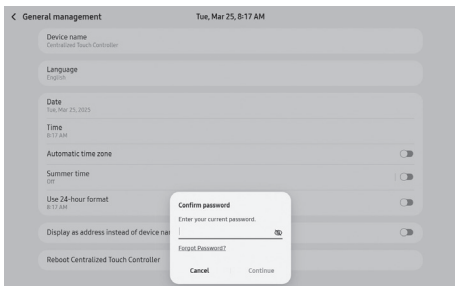 General management
Tue, Mar 25, 8:17 AM
Device name
Centralized Touch Controller
Language
English
Date
Tue, Mar 25, 2025
Time
8:17 AM
Automatic time zone
Summer time
Off
Use 24-hour format
8:17 AM
Display as address instead of device nam
Reboot Centralized Touch Controller
Confirm password
Enter your current password.
Forgot Password?
Cancel
Continue